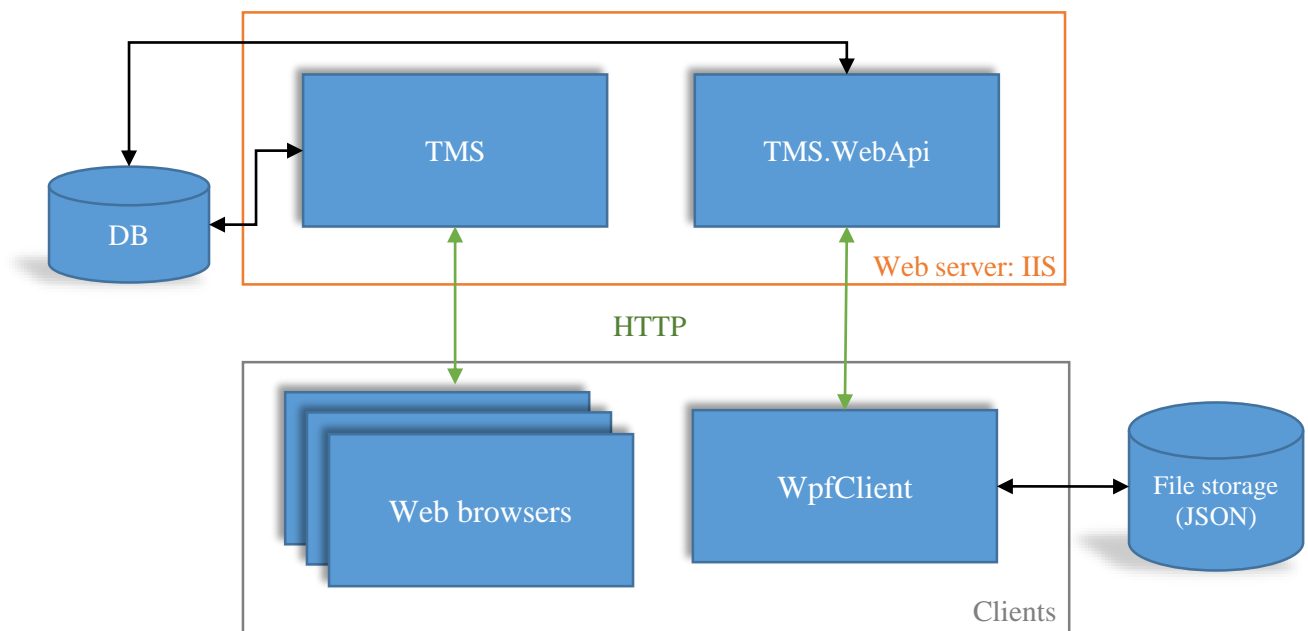 TMS
TMS.WebApi
DB
Web server: IIS
HTTP
Web browsers
WpfClient
File storage
(JSON)
Clients